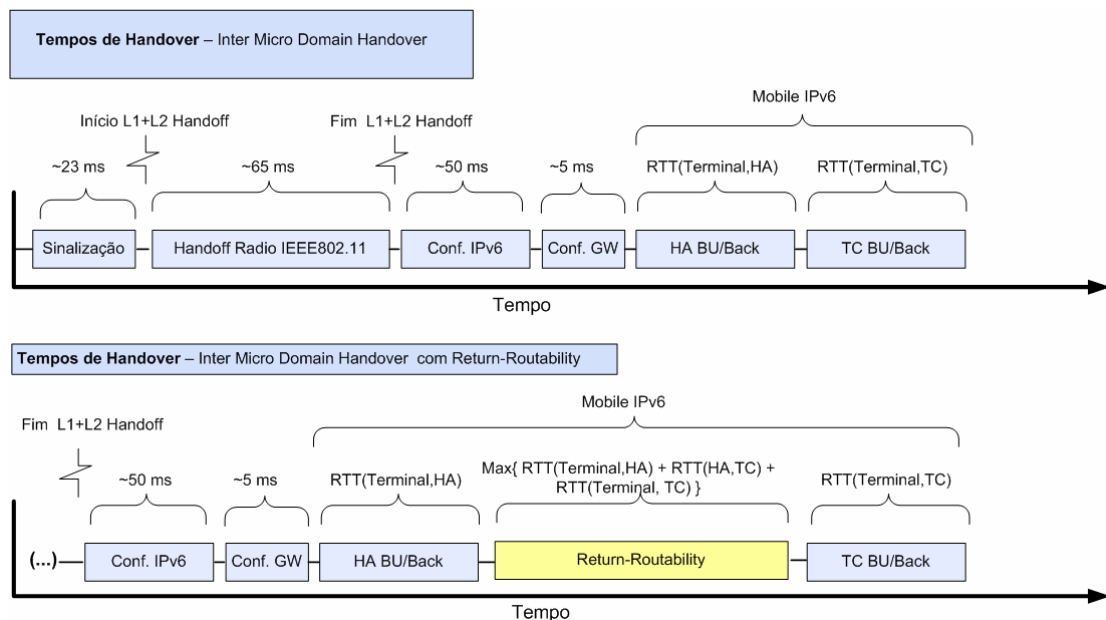 Tempos de Handover – Inter Micro Domain Handover
Mobile IPv6
Início L1+L2 Handoff
Fim L1+L2 Handoff
~23 ms
~65 ms
~50 ms
~5 ms
RTT(Terminal,HA)
RTT(Terminal,TC)
Sinalização
Handoff Radio IEEE802.11
Conf. IPv6
Conf. GW
HA BU/Back
TC BU/Back
Tempo
Tempos de Handover – Inter Micro Domain Handover com Return-Routability
Mobile IPv6
Fim L1+L2 Handoff
~50 ms
~5 ms
RTT(Terminal,HA)
Max{ RTT(Terminal,HA) + RTT(HA,TC) +
RTT(Terminal, TC) }
RTT(Terminal,TC)
(...)
Conf. IPv6
Conf. GW
HA BU/Back
Return-Routability
TC BU/Back
Tempo